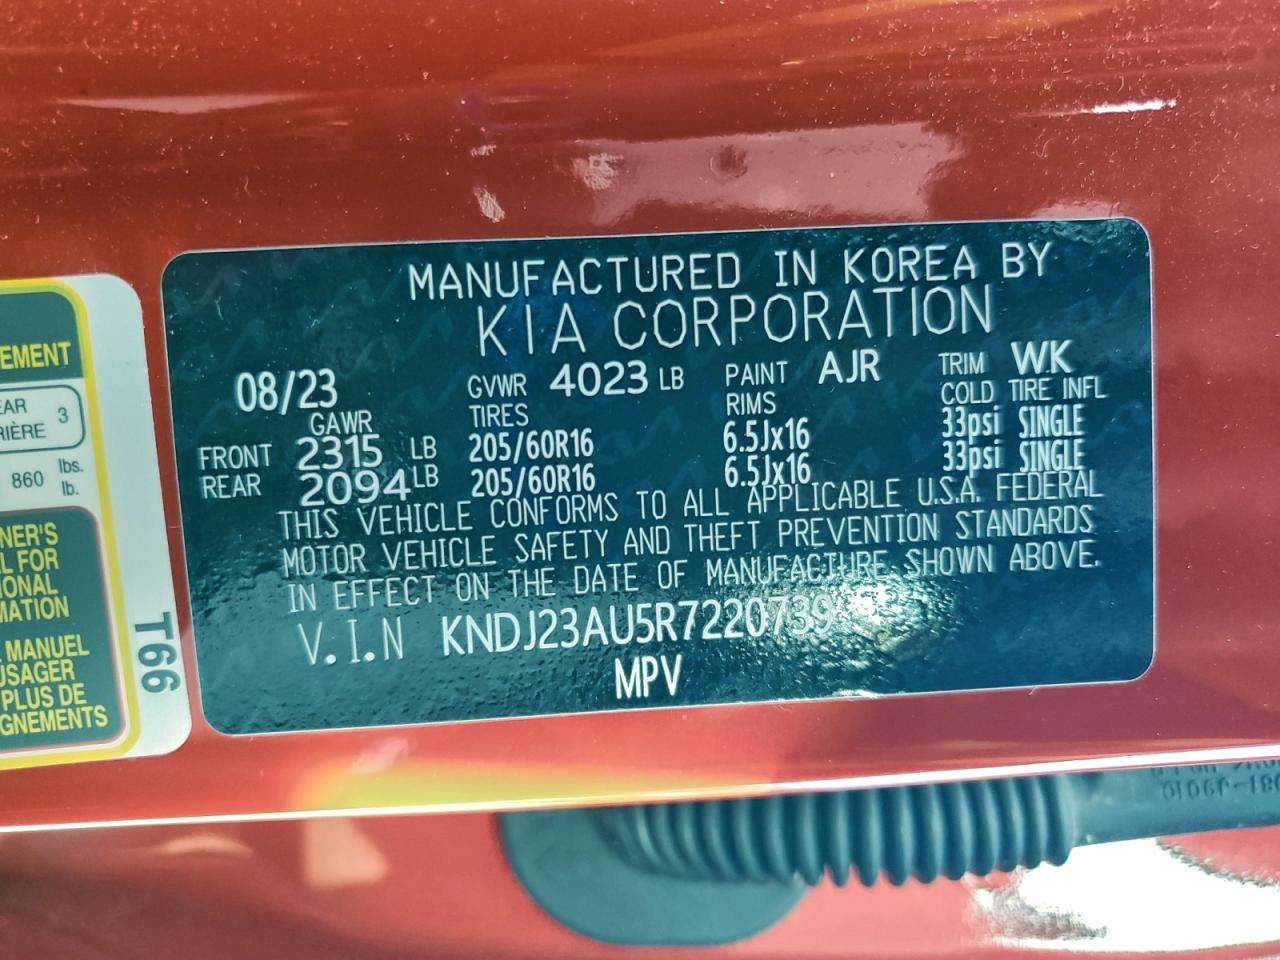 MANUFACTURED IN KOREA BY
KIA CORPORATION
08/23 GVWR 4023 LB PAINT AJR TRIM WK
GAWR TIRES RIMS COLD TIRE INFL
FRONT 2315 LB 205/60R16 6.5Jx16 33psi SINGLE
REAR 2094 LB 205/60R16 6.5Jx16 33psi SINGLE
THIS VEHICLE CONFORMS TO ALL APPLICABLE U.S.A. FEDERAL
MOTOR VEHICLE SAFETY AND THEFT PREVENTION STANDARDS
IN EFFECT ON THE DATE OF MANUFACTURE SHOWN ABOVE.
V.I.N KNDJ23AU5R7220739
MPV
EMENT
EAR 3
RIÈRE
860 lbs.
lb.
NER'S
L FOR
IONAL
MATION
MANUEL
USAGER
PLUS DE
GNEMENTS
T66